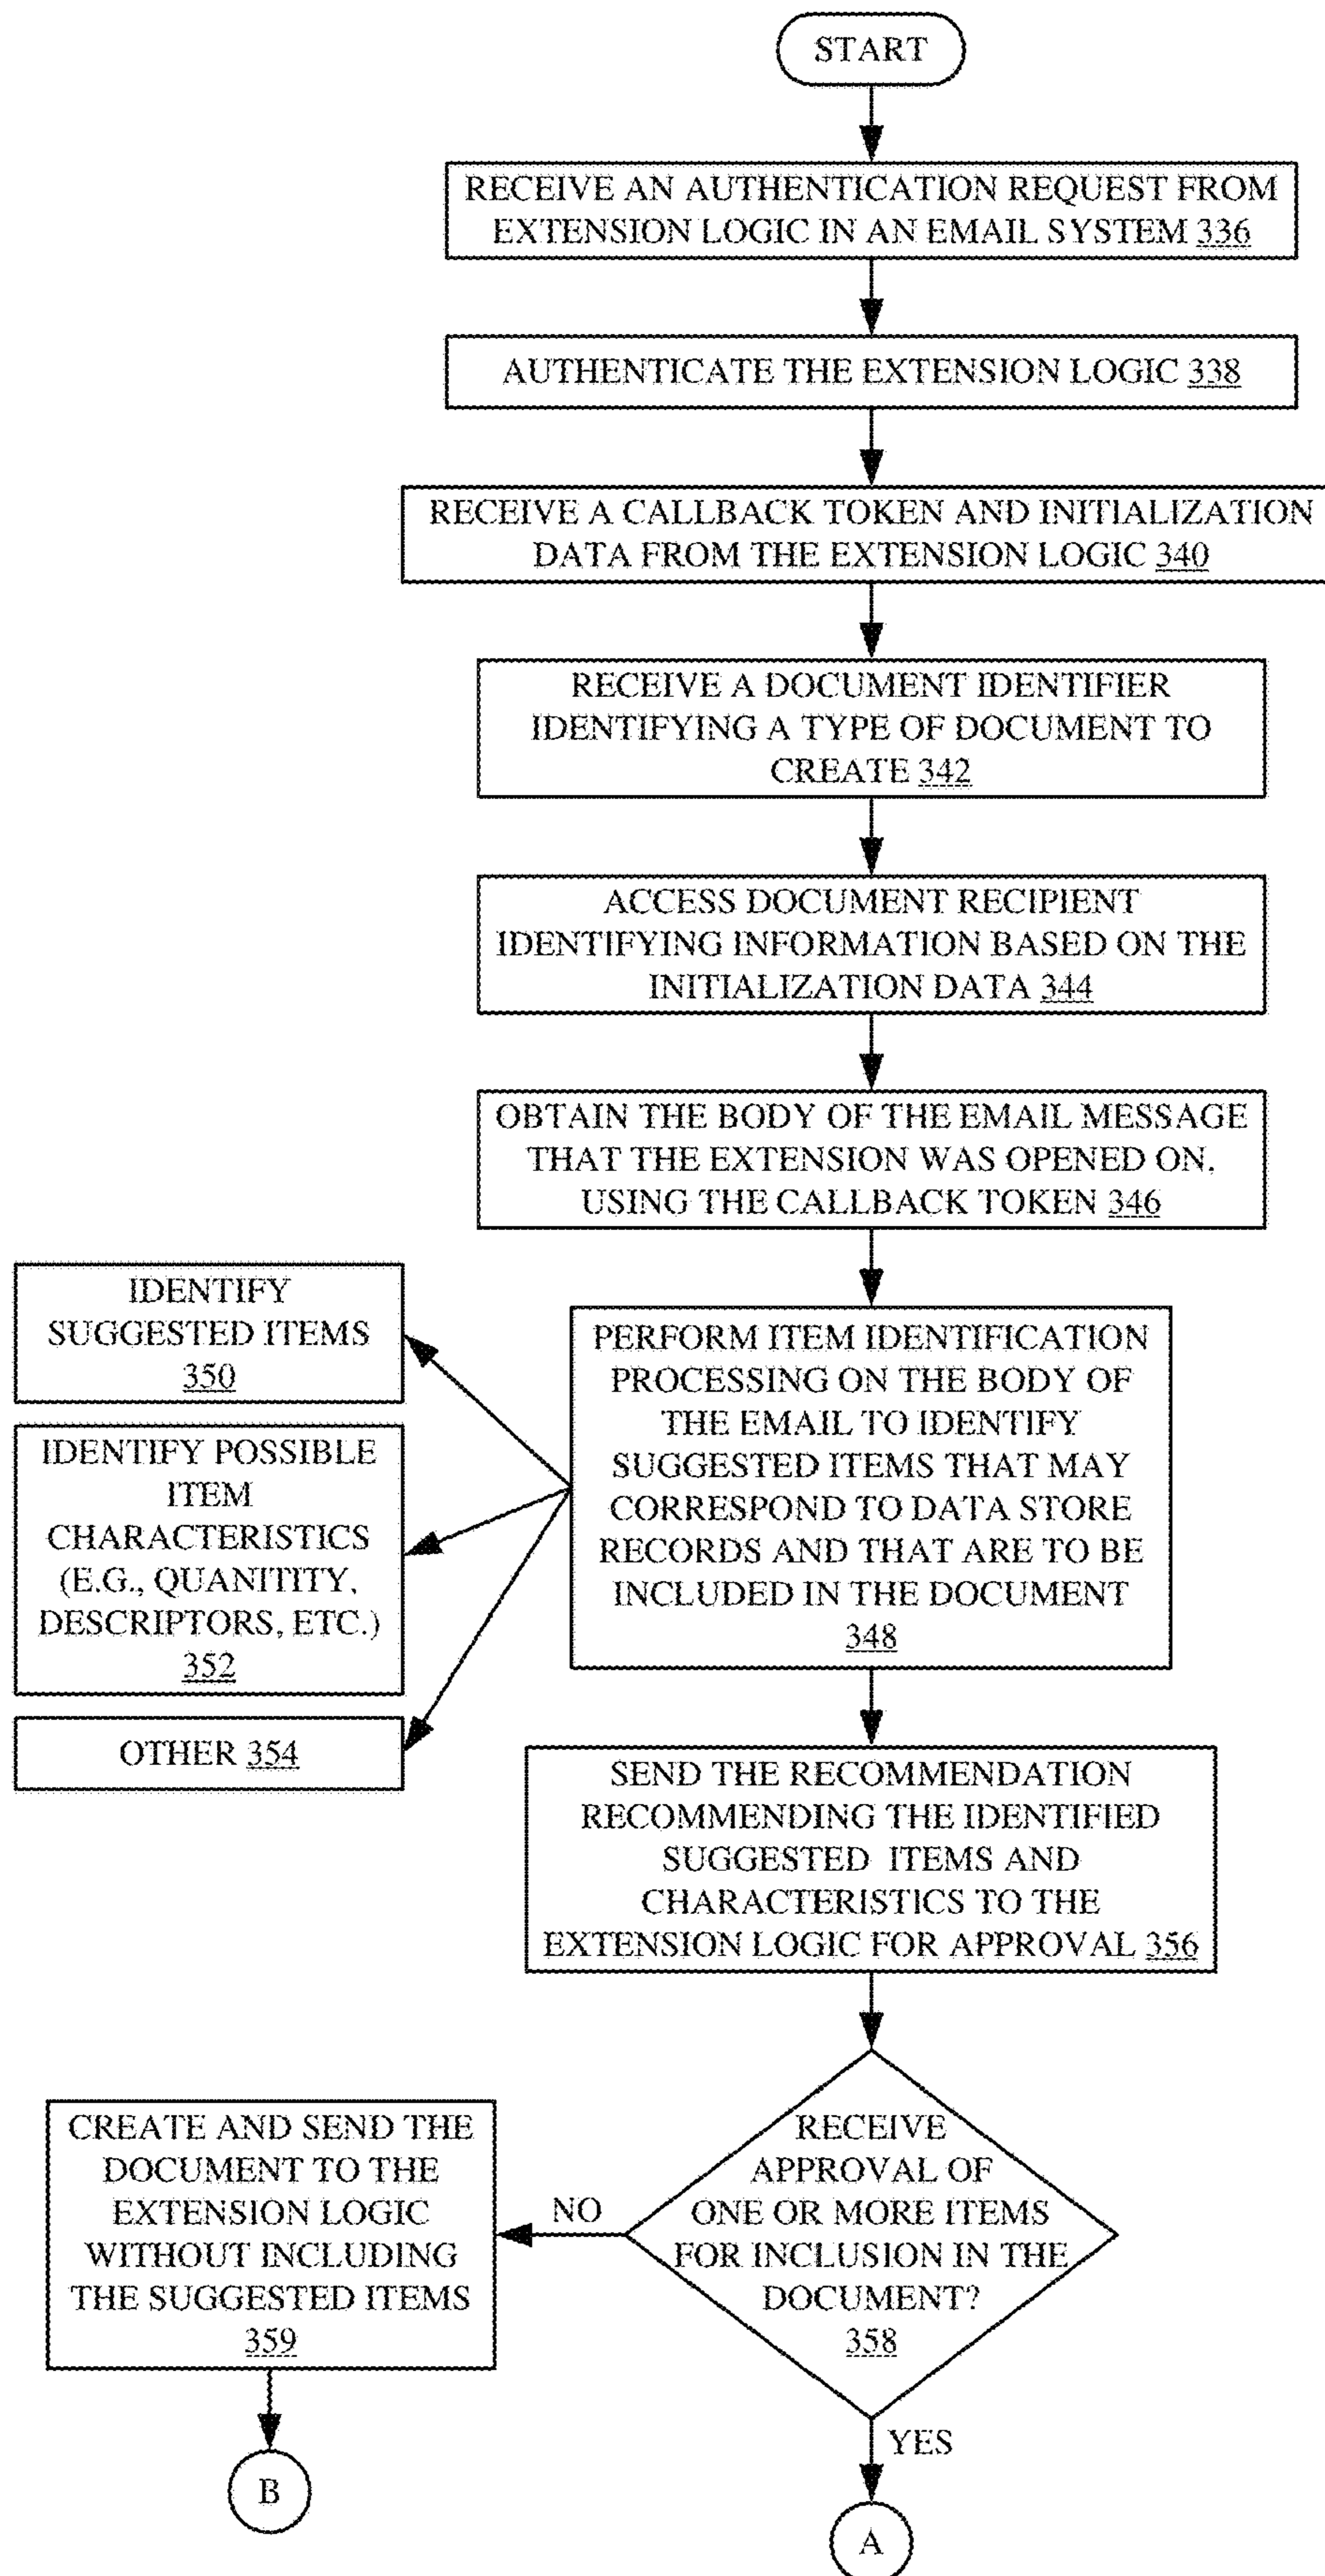 START
RECEIVE AN AUTHENTICATION REQUEST FROM
EXTENSION LOGIC IN AN EMAIL SYSTEM 336
AUTHENTICATE THE EXTENSION LOGIC 338
RECEIVE A CALLBACK TOKEN AND INITIALIZATION
DATA FROM THE EXTENSION LOGIC 340
RECEIVE A DOCUMENT IDENTIFIER
IDENTIFYING A TYPE OF DOCUMENT TO
CREATE 342
ACCESS DOCUMENT RECIPIENT
IDENTIFYING INFORMATION BASED ON THE
INITIALIZATION DATA 344
OBTAIN THE BODY OF THE EMAIL MESSAGE
THAT THE EXTENSION WAS OPENED ON,
USING THE CALLBACK TOKEN 346
PERFORM ITEM IDENTIFICATION
PROCESSING ON THE BODY OF
THE EMAIL TO IDENTIFY
SUGGESTED ITEMS THAT MAY
CORRESPOND TO DATA STORE
RECORDS AND THAT ARE TO BE
INCLUDED IN THE DOCUMENT
348
IDENTIFY
SUGGESTED ITEMS
350
IDENTIFY POSSIBLE
ITEM
CHARACTERISTICS
(E.G., QUANITITY,
DESCRIPTORS, ETC.)
352
OTHER 354
SEND THE RECOMMENDATION
RECOMMENDING THE IDENTIFIED
SUGGESTED ITEMS AND
CHARACTERISTICS TO THE
EXTENSION LOGIC FOR APPROVAL 356
RECEIVE
APPROVAL OF
ONE OR MORE ITEMS
FOR INCLUSION IN THE
DOCUMENT?
358
NO
CREATE AND SEND THE
DOCUMENT TO THE
EXTENSION LOGIC
WITHOUT INCLUDING
THE SUGGESTED ITEMS
359
B
YES
A